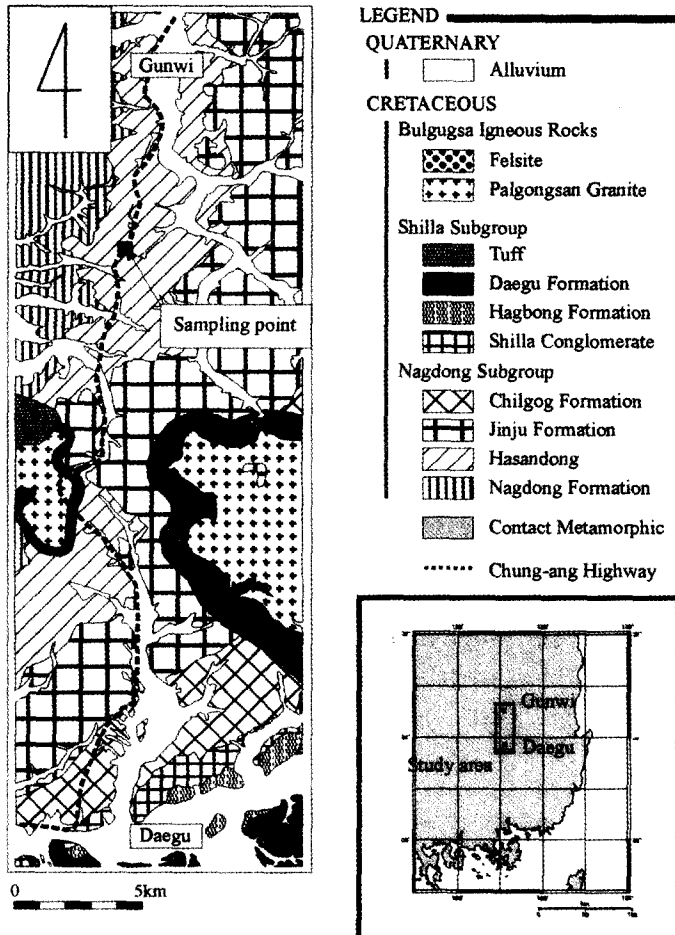 Gunwi
Sampling point
Daegu
0 5km
LEGEND
QUATERNARY
Alluvium
CRETACEOUS
Bulgugsa Igneous Rocks
Felsite
Palgongsan Granite
Shilla Subgroup
Tuff
Daegu Formation
Hagbong Formation
Shilla Conglomerate
Nagdong Subgroup
Chilgog Formation
Jinju Formation
Hasandong
Nagdong Formation
Contact Metamorphic
Chung-ang Highway
Gunwi
Daegu
Study area